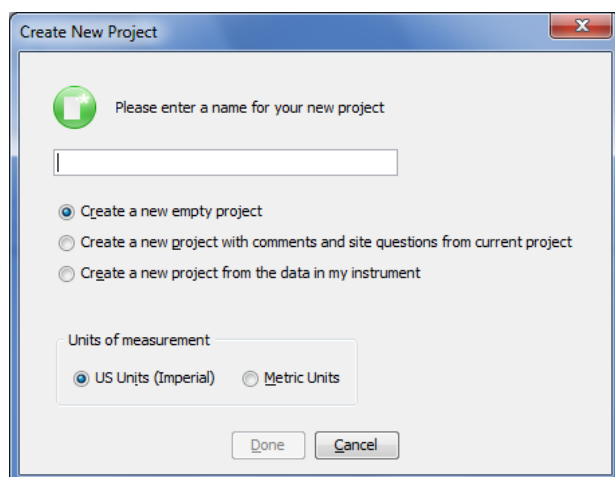 Create New Project
Please enter a name for your new project
Create a new empty project
Create a new project with comments and site questions from current project
Create a new project from the data in my instrument
Units of measurement
US Units (Imperial) Metric Units
Done Cancel